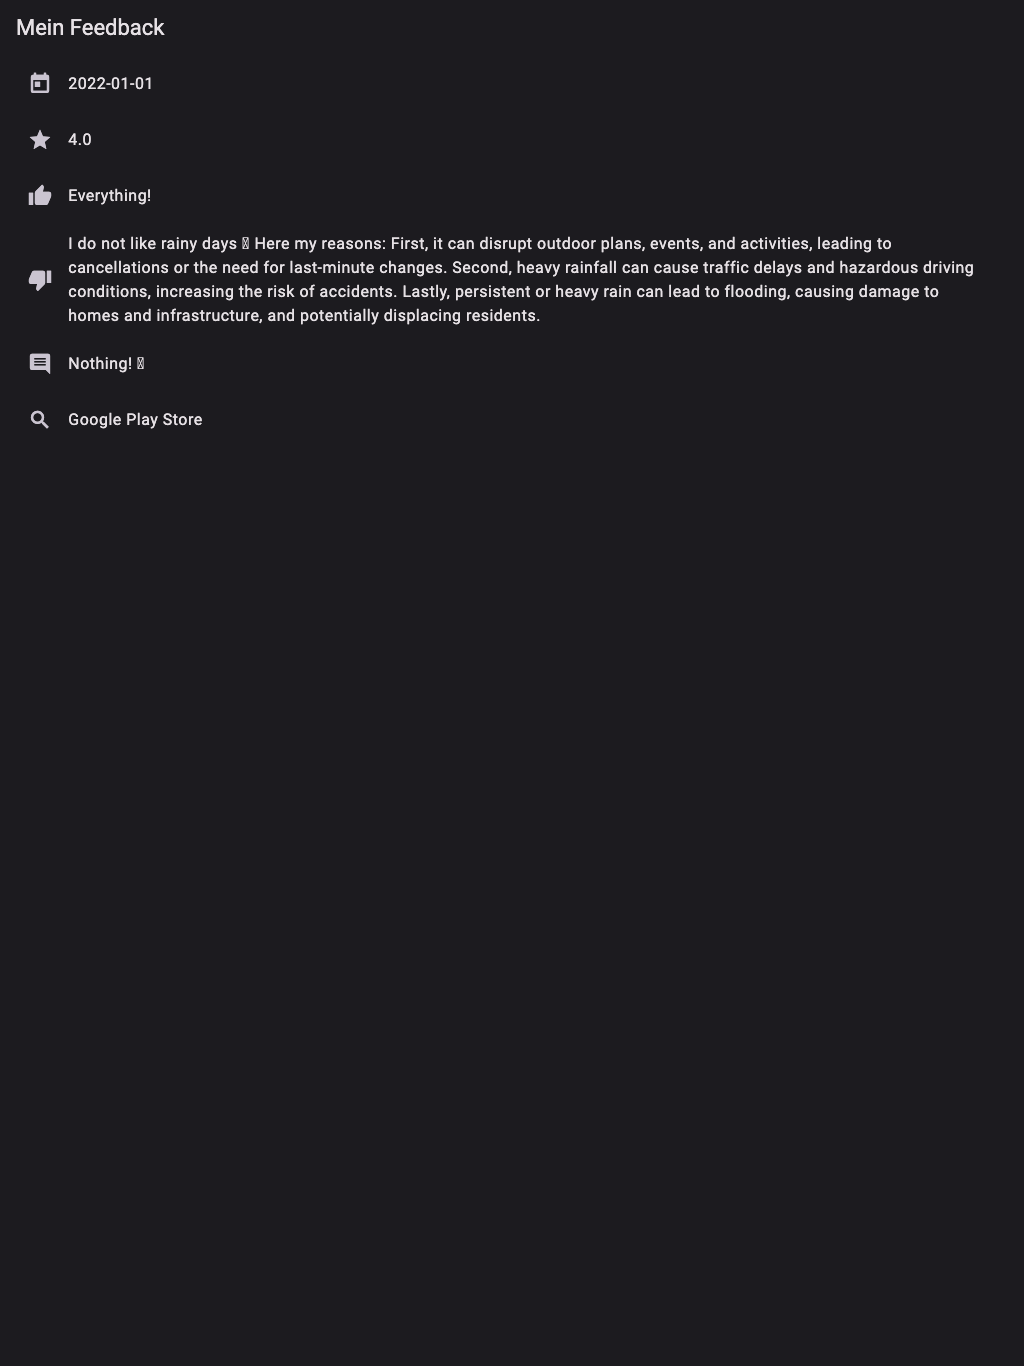 Mein Feedback
2022-01-01
4.0
Everything!
I do not like rainy days Here my reasons: First, it can disrupt outdoor plans, events, and activities, leading to
cancellations or the need for last-minute changes. Second, heavy rainfall can cause traffic delays and hazardous driving
conditions, increasing the risk of accidents. Lastly, persistent or heavy rain can lead to flooding, causing damage to
homes and infrastructure, and potentially displacing residents.
Nothing!
Google Play Store